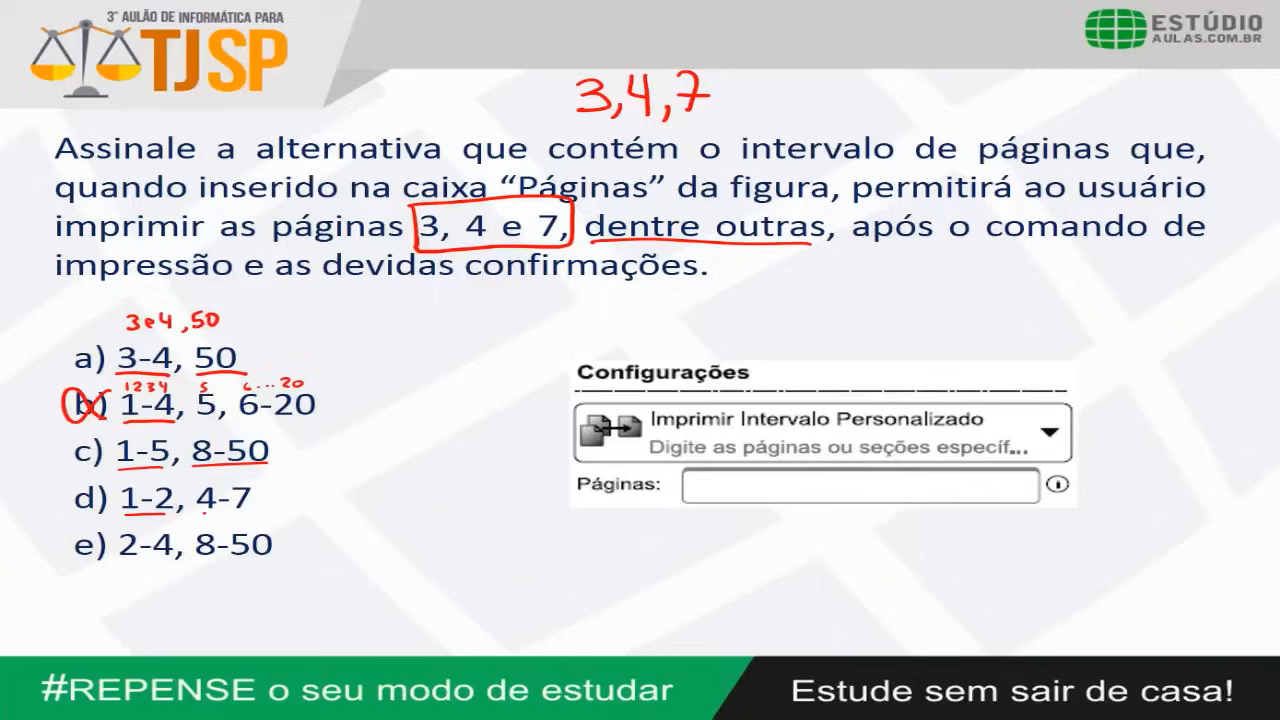 3° AULÃO DE INFORMÁTICA PARA
TJSP
ESTÚDIO
AULAS.COM.BR
3,4,7
Assinale a alternativa que contém o intervalo de páginas que,
quando inserido na caixa “Páginas” da figura, permitirá ao usuário
imprimir as páginas 3, 4 e 7, dentre outras, após o comando de
impressão e as devidas confirmações.
3e4,50
a) 3-4, 50
1234 5 6...20
b) 1-4, 5, 6-20
c) 1-5, 8-50
d) 1-2, 4-7
e) 2-4, 8-50
Configurações
Imprimir Intervalo Personalizado
Digite as páginas ou seções específ...
Páginas:
#REPENSE o seu modo de estudar
Estude sem sair de casa!